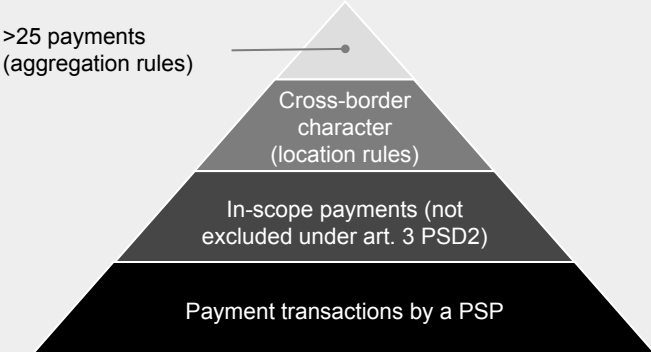 >25 payments
(aggregation rules)
Cross-border
character
(location rules)
In-scope payments (not
excluded under art. 3 PSD2)
Payment transactions by a PSP